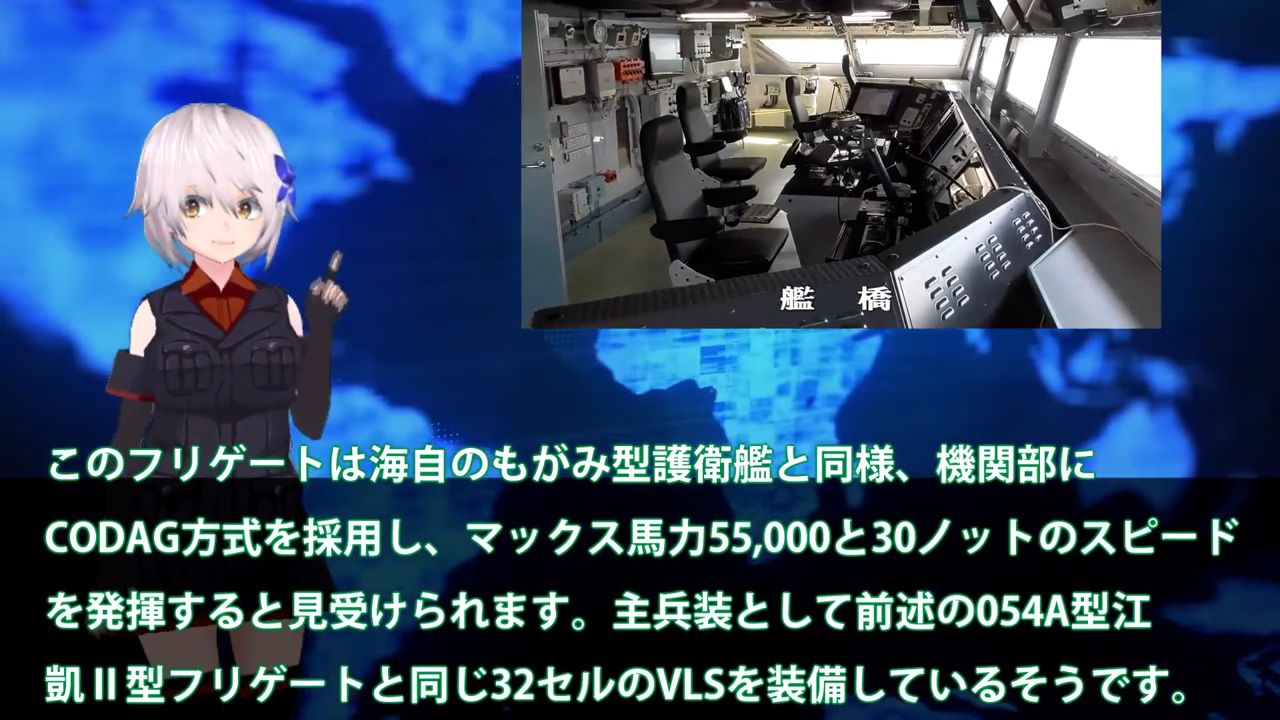 艦 橋
このフリゲートは海自のもがみ型護衛艦と同様、機関部に
CODAG方式を採用し、マックス馬力55,000と30ノットのスピード
を発揮すると見受けられます。主兵装として前述の054A型江
凱Ⅱ型フリゲートと同じ32セルのVLSを装備しているそうです。